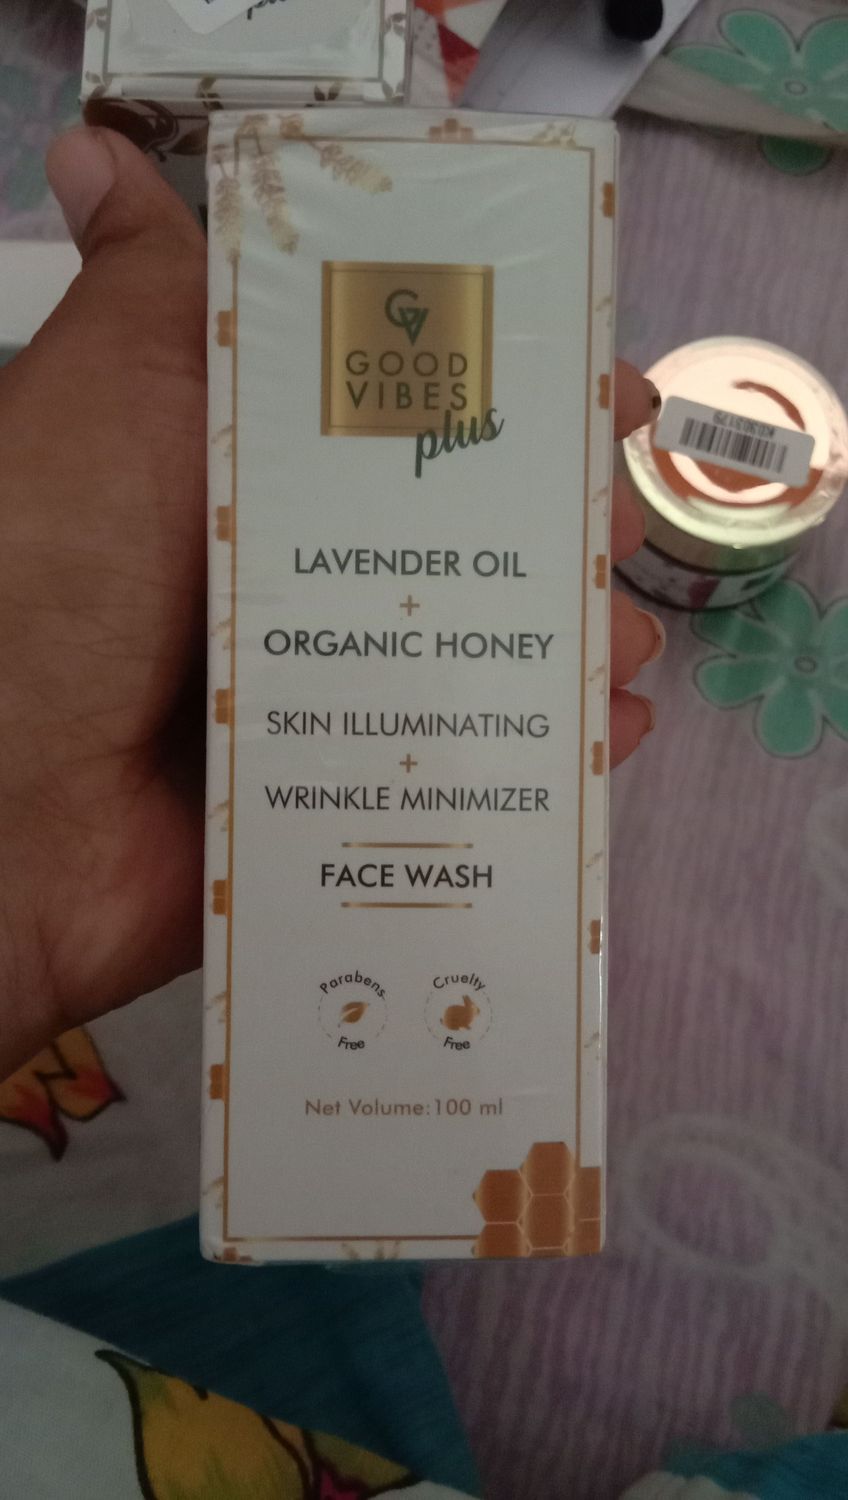 GV
GOOD
VIBES
plus
LAVENDER OIL
+
ORGANIC HONEY
SKIN ILLUMINATING
+
WRINKLE MINIMIZER
FACE WASH
Parabens
Free
Cruelty
Free
Net Volume:100 ml